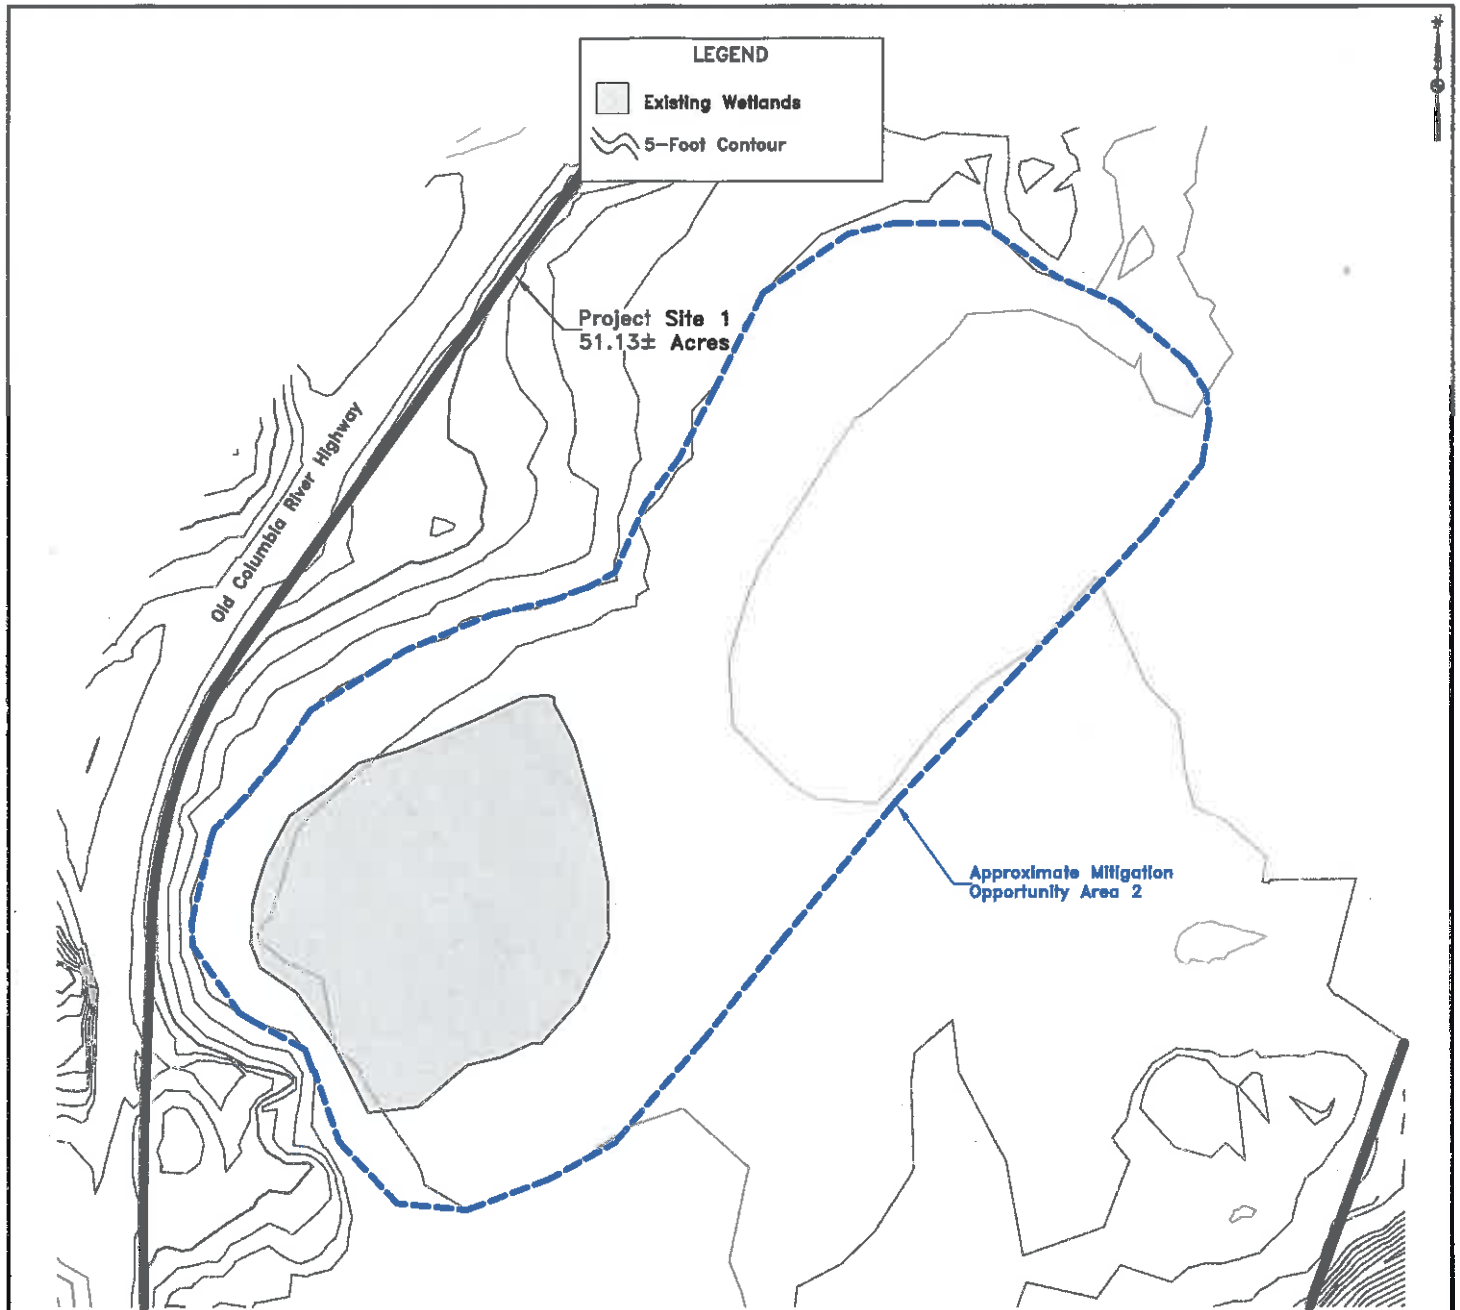 LEGEND
Existing Wetlands
5-Foot Contour
Project Site 1
51.13± Acres
Old Columbia River Highway
Approximate Mitigation
Opportunity Area 2